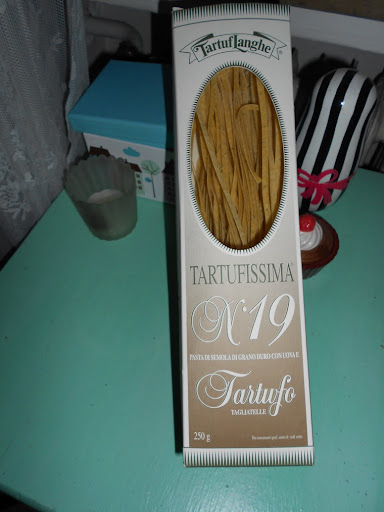 TartufLanghe®
TARTUFISSIMA®
N°19
PASTA DI SEMOLA DI GRANO DURO CON UOVA E
Tartufo
TAGLIATELLE
250 g